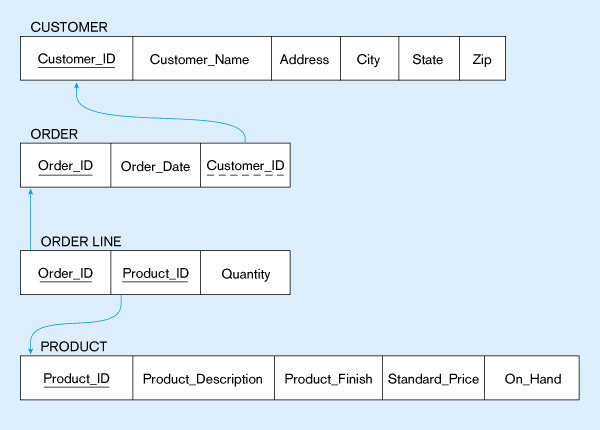 CUSTOMER
Customer_ID Customer_Name Address City State Zip
ORDER
Order_ID Order_Date Customer_ID
ORDER LINE
Order_ID Product_ID Quantity
PRODUCT
Product_ID Product_Description Product_Finish Standard_Price On_Hand